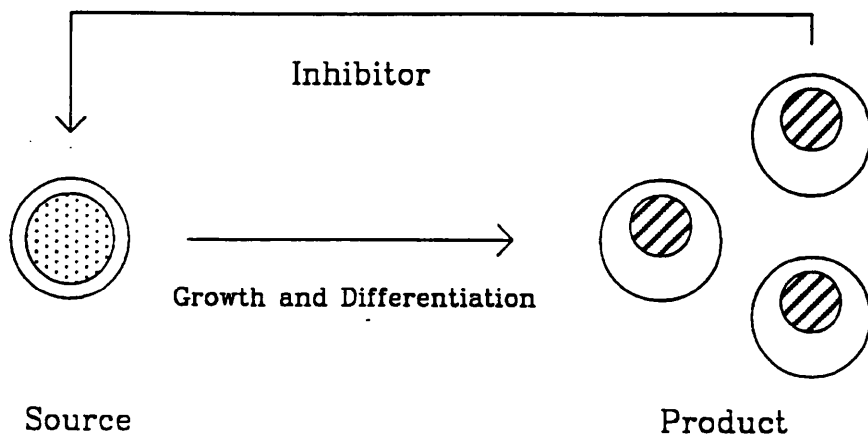 Inhibitor
Growth and Differentiation
Source
Product